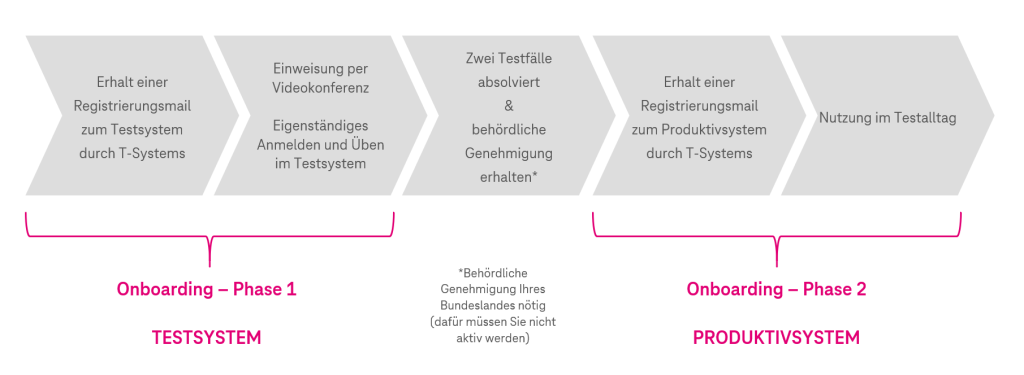 Erhalt einer
Registrierungsmail
zum Testsystem
durch T-Systems
Einweisung per
Videokonferenz
Eigenständiges
Anmelden und Üben
im Testsystem
Zwei Testfälle
absolviert
&
behördliche
Genehmigung
erhalten*
Erhalt einer
Registrierungsmail
zum Produktivsystem
durch T-Systems
Nutzung im Testalltag
Onboarding – Phase 1
TESTSYSTEM
*Behördliche
Genehmigung Ihres
Bundeslandes nötig
(dafür müssen Sie nicht
aktiv werden)
Onboarding – Phase 2
PRODUKTIVSYSTEM